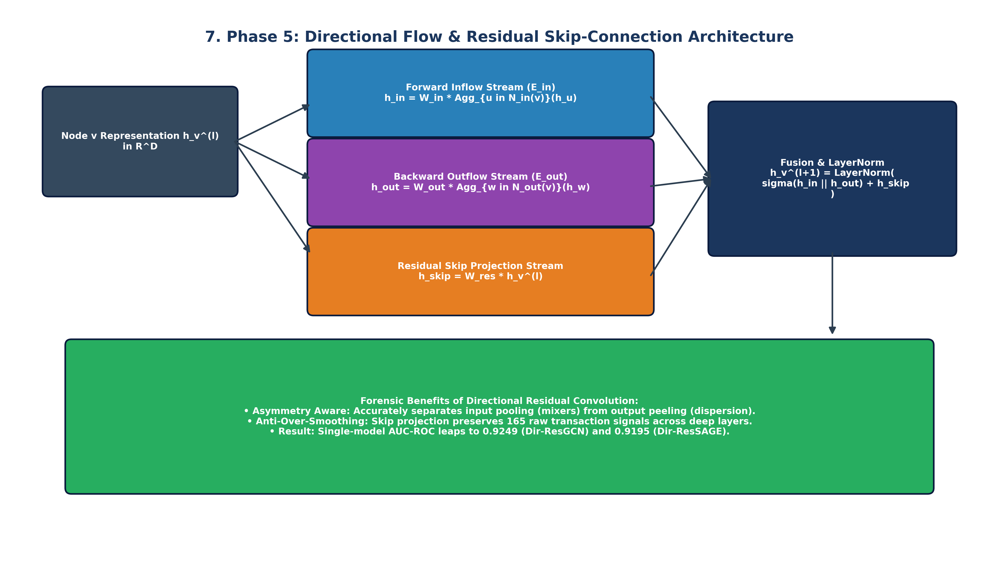 7. Phase 5: Directional Flow & Residual Skip-Connection Architecture
Forward Inflow Stream (E_in)
h_in = W_in * Agg_{u in N_in(v)}(h_u)
Node v Representation h_v^(l)
in R^D
Backward Outflow Stream (E_out)
h_out = W_out * Agg_{w in N_out(v)}(h_w)
Fusion & LayerNorm
h_v^(l+1) = LayerNorm(
sigma(h_in || h_out) + h_skip
)
Residual Skip Projection Stream
h_skip = W_res * h_v^(l)
Forensic Benefits of Directional Residual Convolution:
• Asymmetry Aware: Accurately separates input pooling (mixers) from output peeling (dispersion).
• Anti-Over-Smoothing: Skip projection preserves 165 raw transaction signals across deep layers.
• Result: Single-model AUC-ROC leaps to 0.9249 (Dir-ResGCN) and 0.9195 (Dir-ResSAGE).